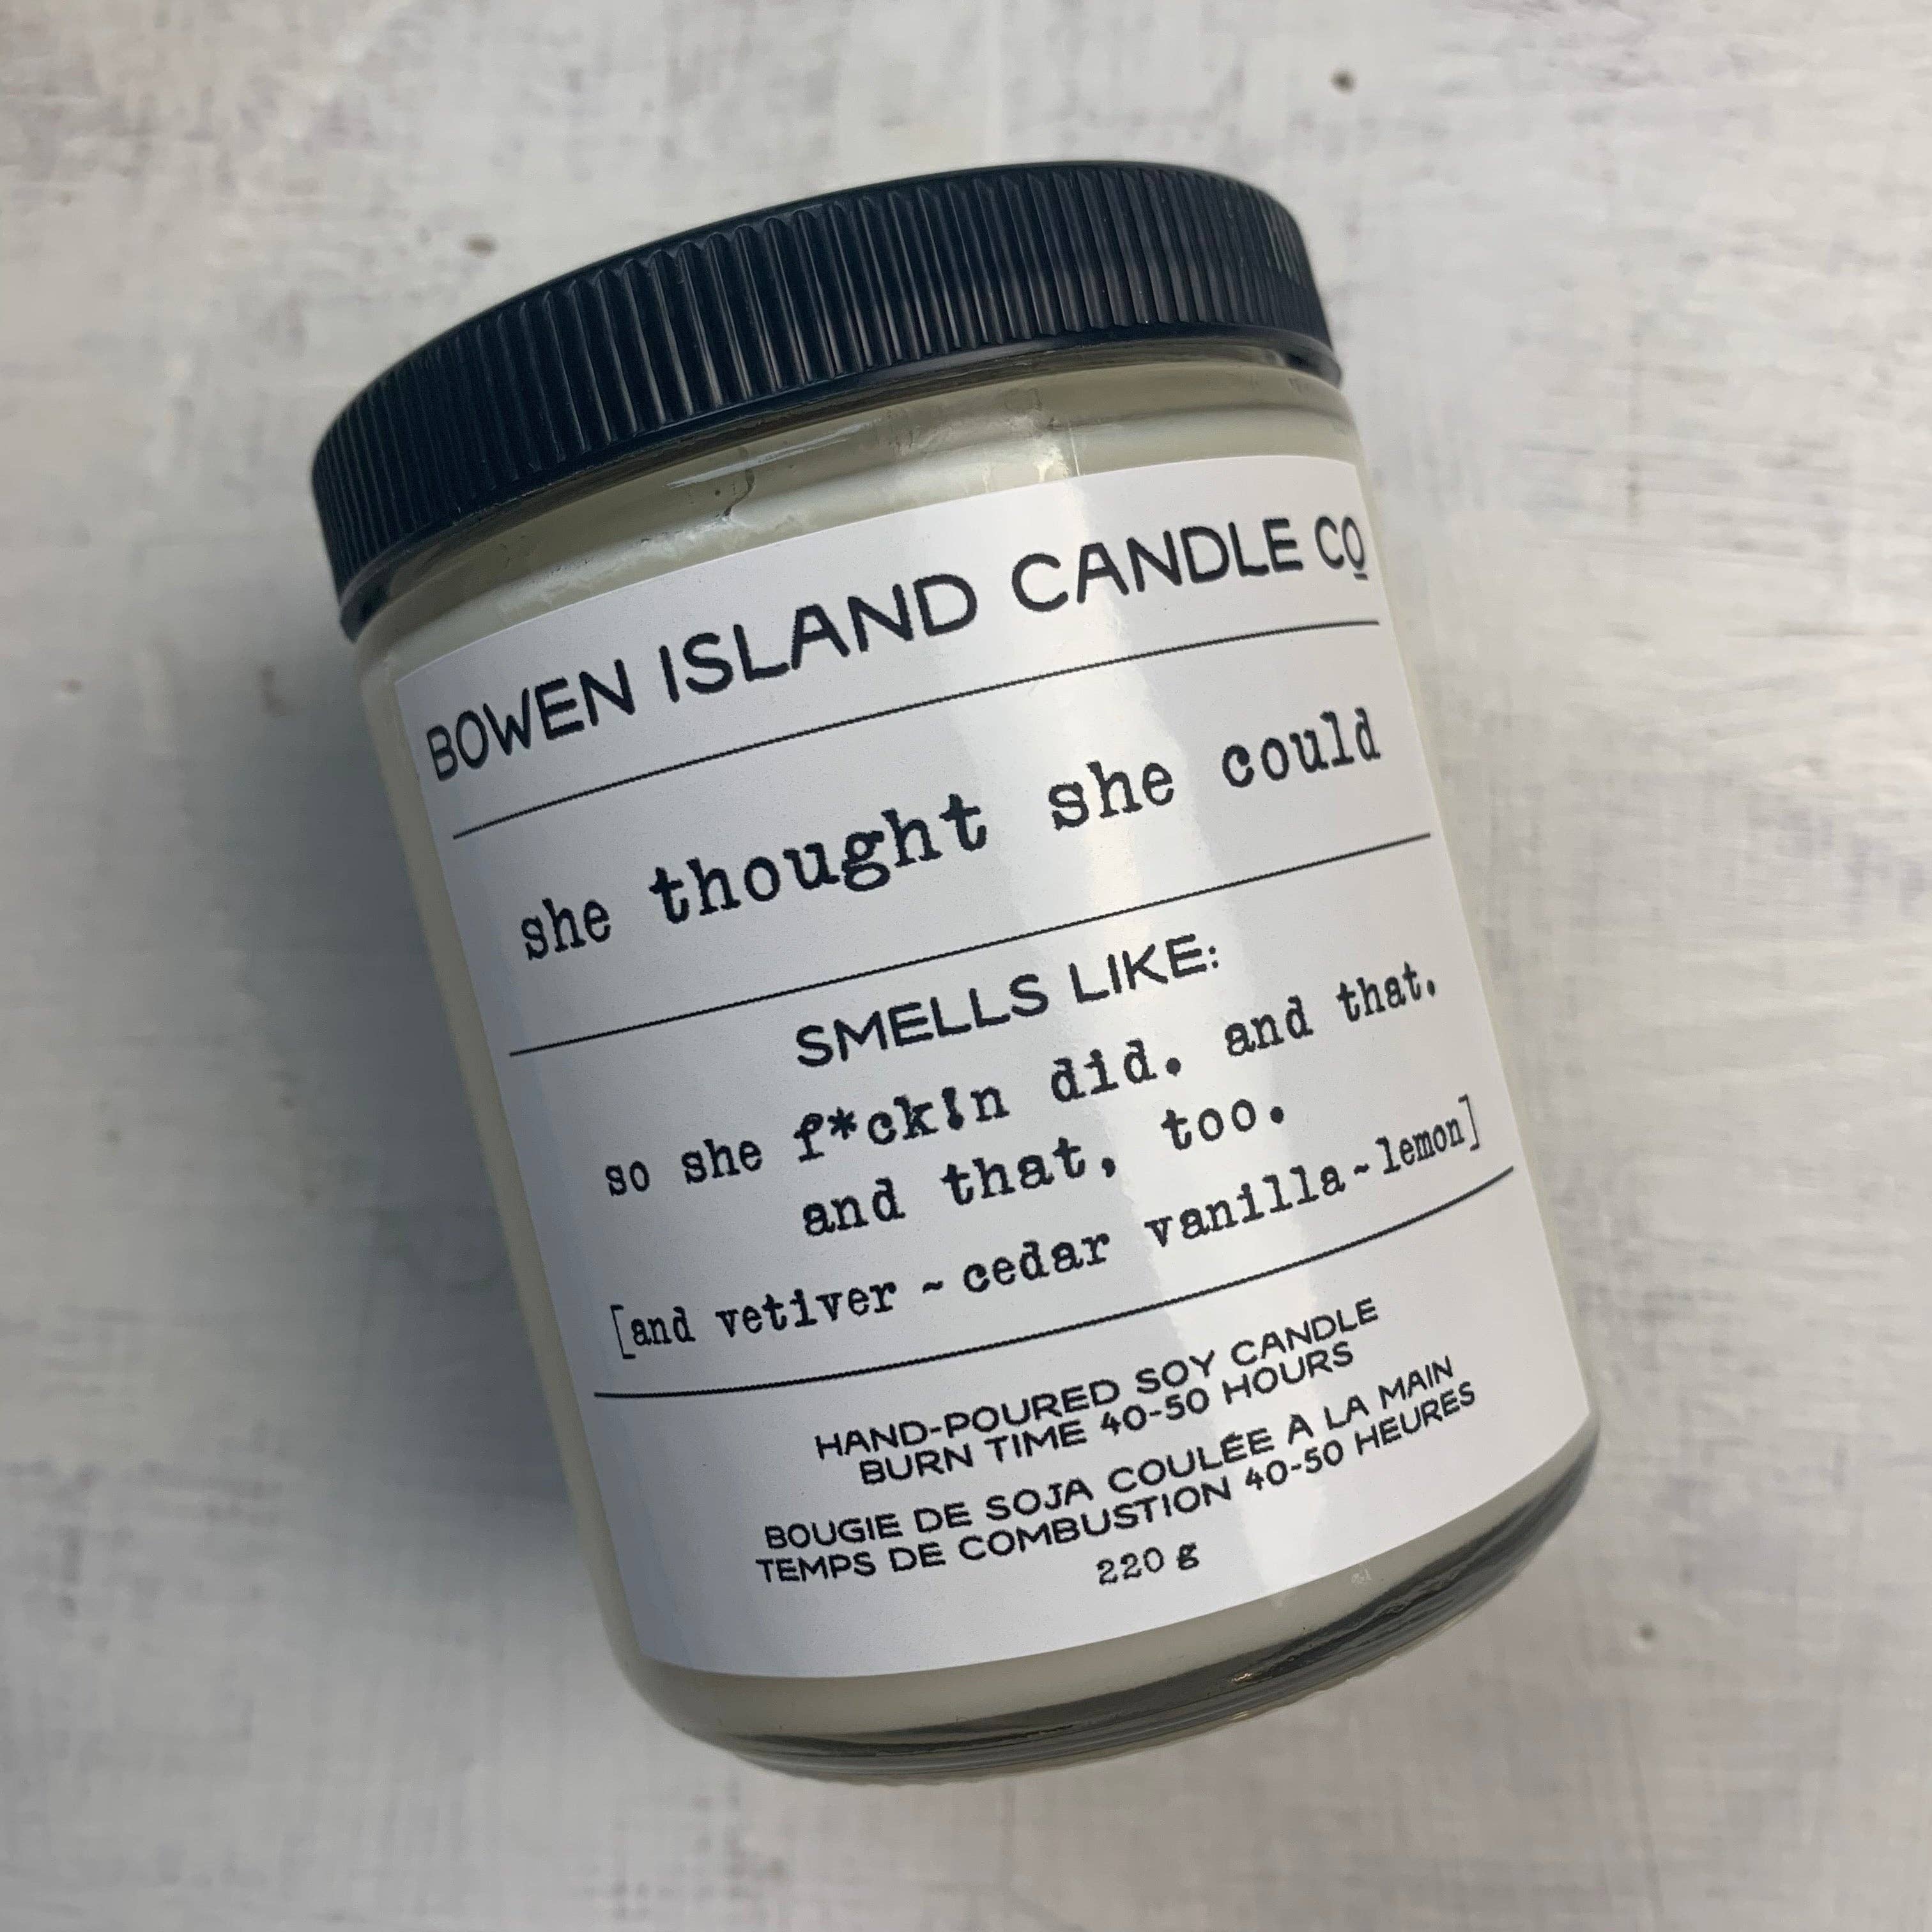 BOWEN ISLAND CANDLE CO
she thought she could
SMELLS LIKE:
so she f*ck!n did. and that.
and that, too.
[and vetiver ~ cedar vanilla ~ lemon]
HAND-POURED SOY CANDLE
BURN TIME 40-50 HOURS
BOUGIE DE SOJA COULÉE A LA MAIN
TEMPS DE COMBUSTION 40-50 HEURES
220 g